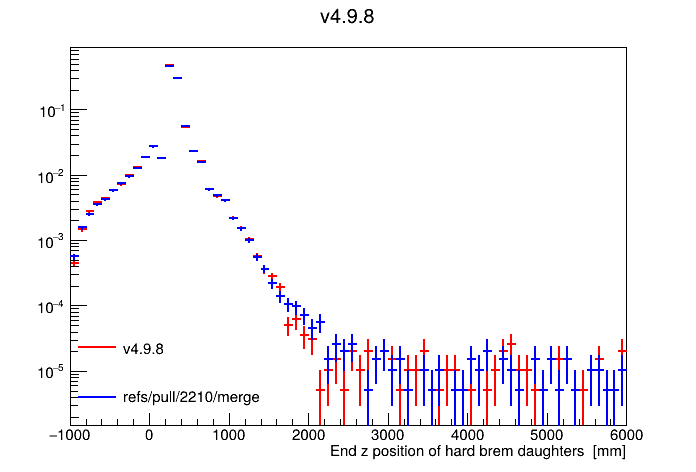 v4.9.8
10⁻¹
10⁻²
10⁻³
10⁻⁴
10⁻⁵
v4.9.8
refs/pull/2210/merge
−1000 0 1000 2000 3000 4000 5000 6000
End z position of hard brem daughters [mm]